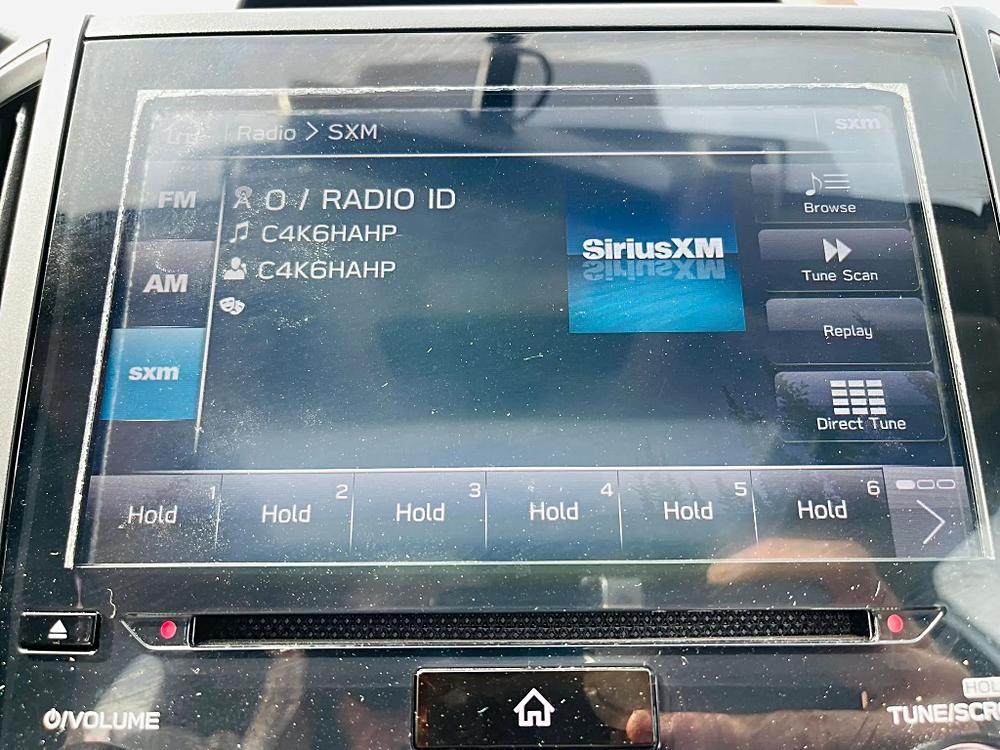 Radio > SXM
sxm
FM
AM
sxm
0 / RADIO ID
C4K6HAHP
C4K6HAHP
SiriusXM
Browse
Tune Scan
Replay
Direct Tune
1 Hold
2 Hold
3 Hold
4 Hold
5 Hold
6 Hold
/VOLUME
HOL
TUNE/SCR